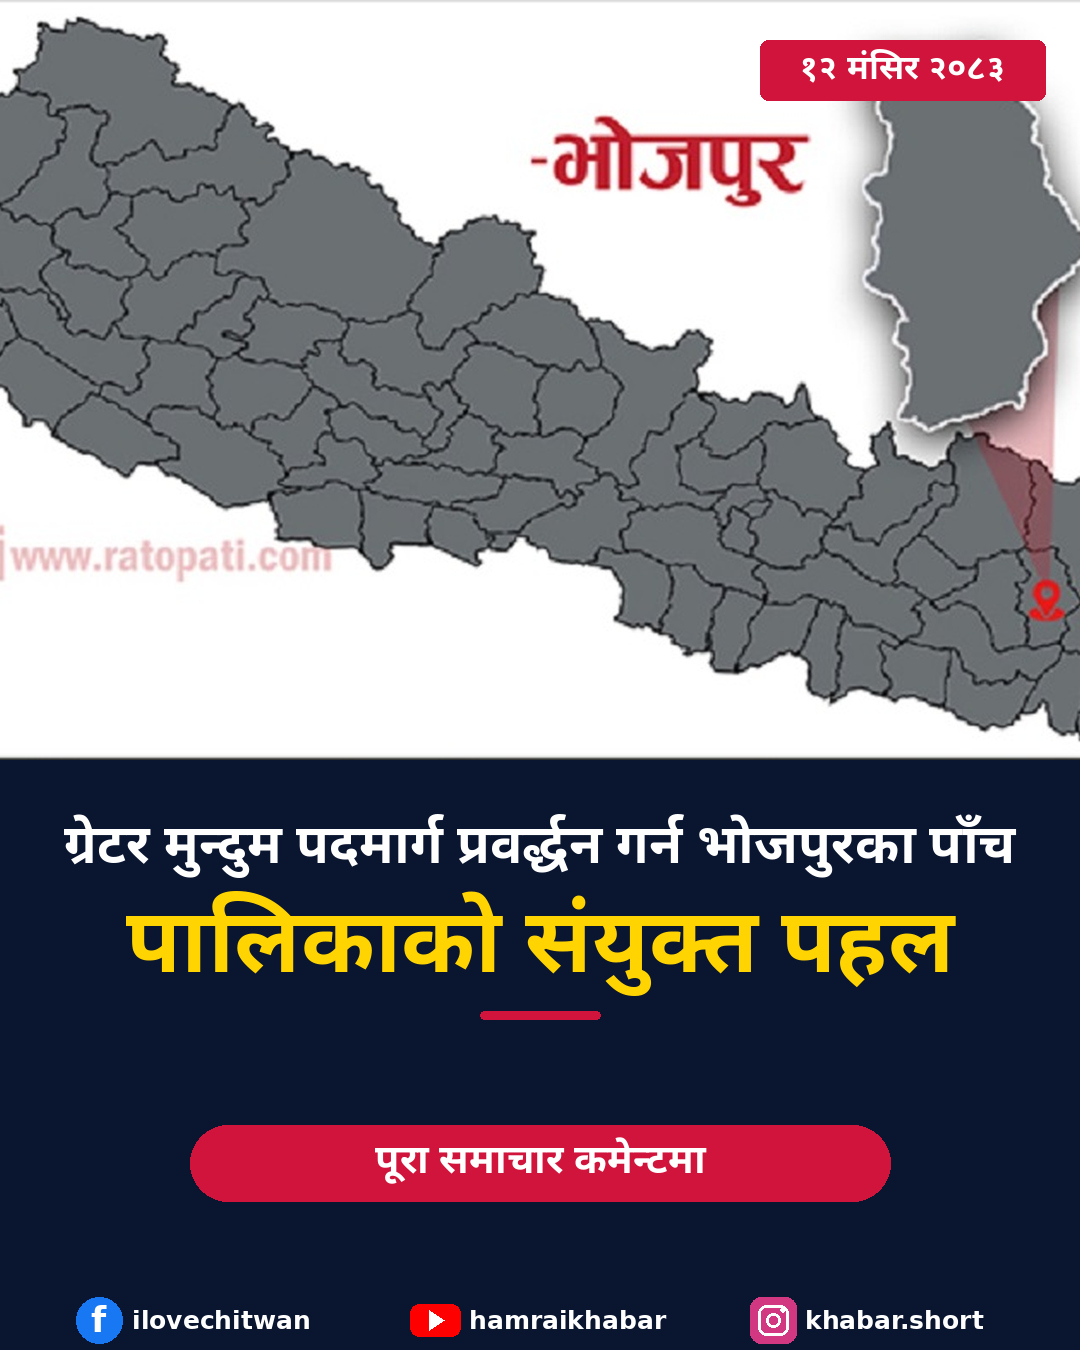 १२ मंसिर २०८३
-भोजपुर
www.ratopati.com
ग्रेटर मुन्दुम पदमार्ग प्रवर्द्धन गर्न भोजपुरका पाँच
पालिकाको संयुक्त पहल
पूरा समाचार कमेन्टमा
ilovechitwan
hamraikhabar
khabar.short